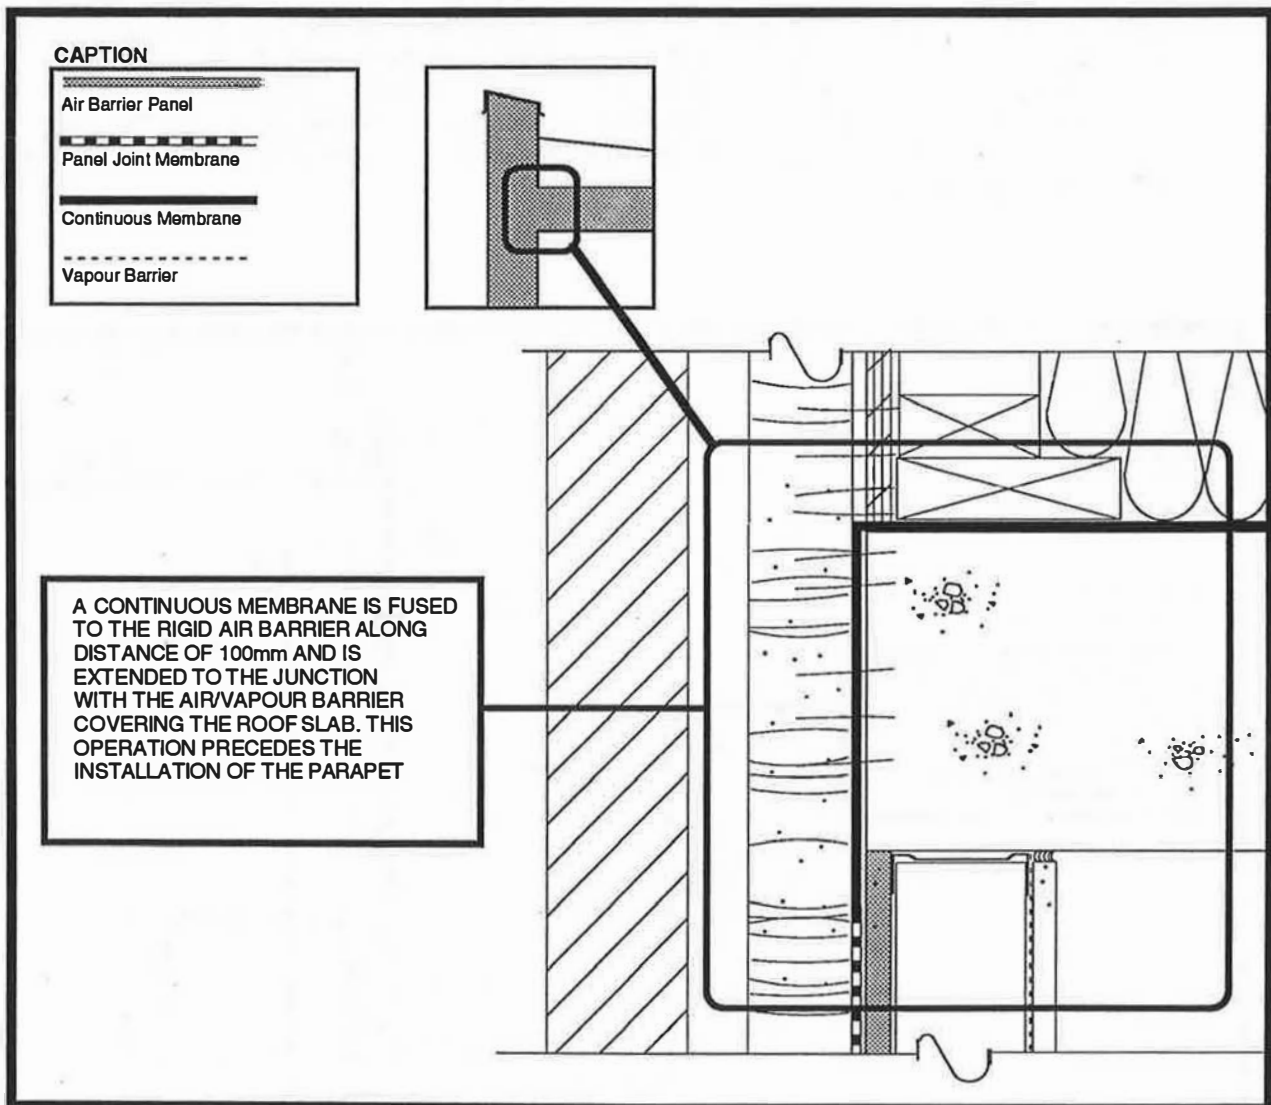 CAPTION
Air Barrier Panel
Panel Joint Membrane
Continuous Membrane
Vapour Barrier
A CONTINUOUS MEMBRANE IS FUSED
TO THE RIGID AIR BARRIER ALONG
DISTANCE OF 100mm AND IS
EXTENDED TO THE JUNCTION
WITH THE AIR/VAPOUR BARRIER
COVERING THE ROOF SLAB. THIS
OPERATION PRECEDES THE
INSTALLATION OF THE PARAPET